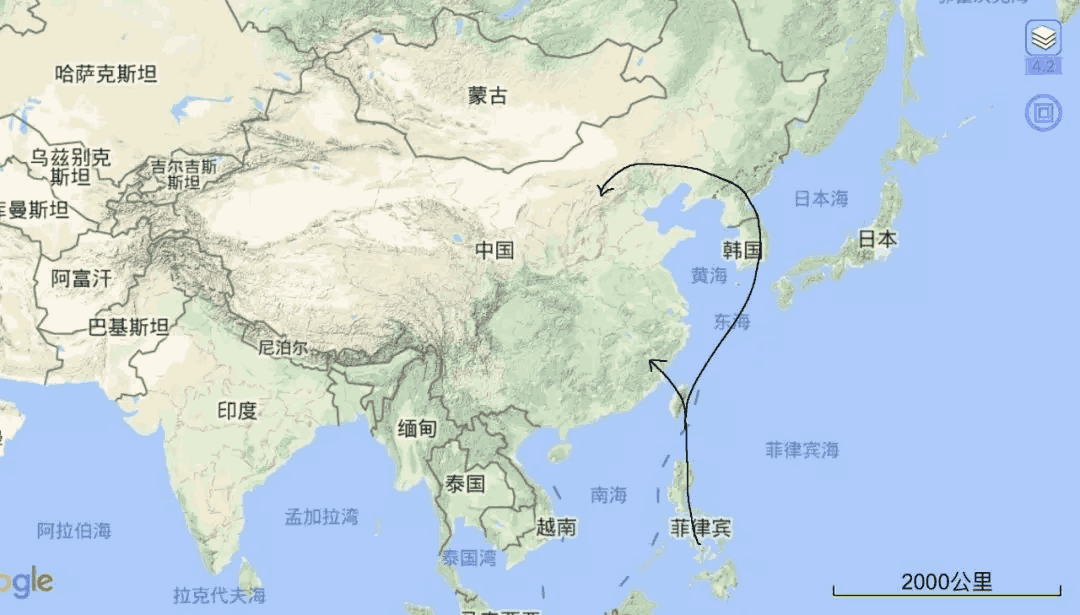 哈萨克斯坦
4.2
蒙古
乌兹别克
斯坦
吉尔吉斯
斯坦
库曼斯坦
日本海
中国
韩国
日本
阿富汗
黄海
巴基斯坦
东海
尼泊尔
印度
缅甸
菲律宾海
泰国
南海
孟加拉湾
越南
菲律宾
阿拉伯海
泰国湾
ogle
2000公里
拉克代夫海